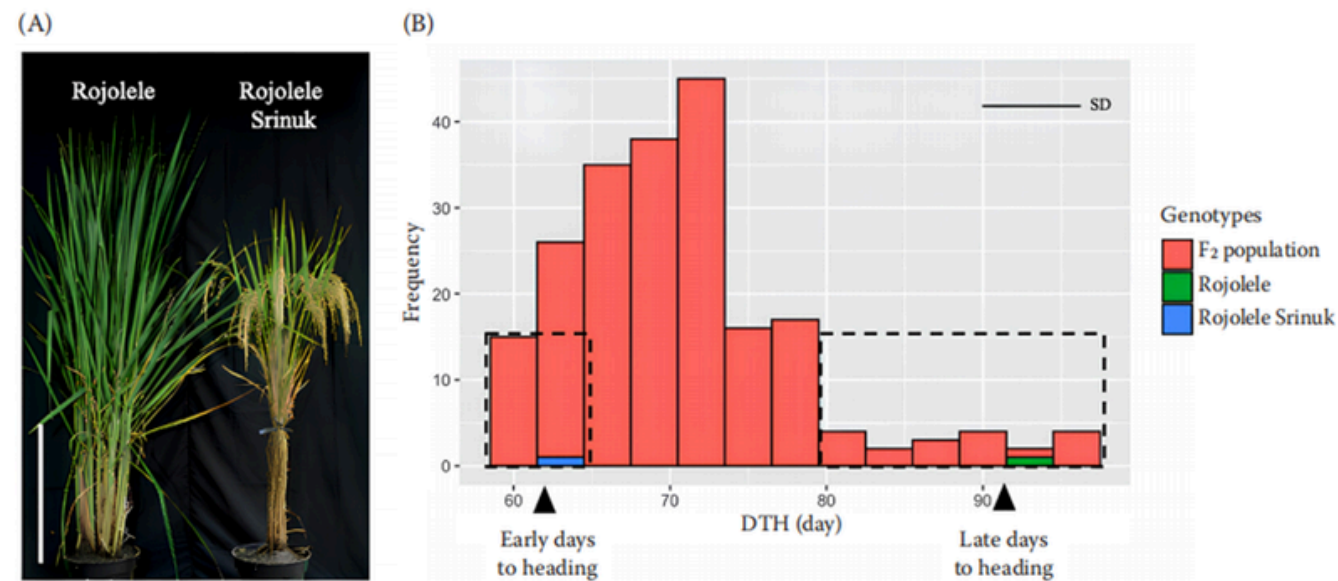 (A)
Rojolele
Rojolele
Srinuk
(B)
SD
40
30
20
10
0
Frequency
60
70
80
90
DTH (day)
Early days
to heading
Late days
to heading
Genotypes
F₂ population
Rojolele
Rojolele Srinuk